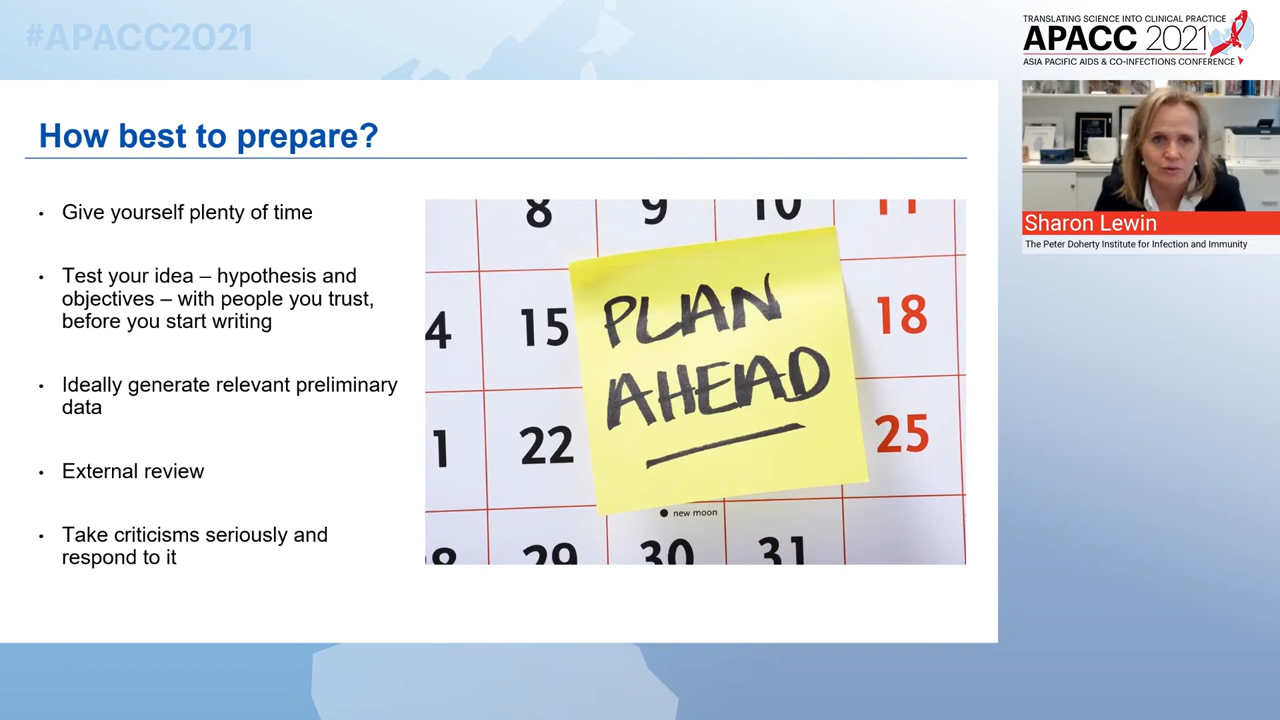 #APACC2021
TRANSLATING SCIENCE INTO CLINICAL PRACTICE
APACC 2021
ASIA PACIFIC AIDS & CO-INFECTIONS CONFERENCE
Sharon Lewin
The Peter Doherty Institute for Infection and Immunity
How best to prepare?
• Give yourself plenty of time
• Test your idea – hypothesis and
objectives – with people you trust,
before you start writing
• Ideally generate relevant preliminary
data
• External review
• Take criticisms seriously and
respond to it
8 9 10 11
4 15 18
1 22 25
8 29 30 31
PLAN
AHEAD
new moon